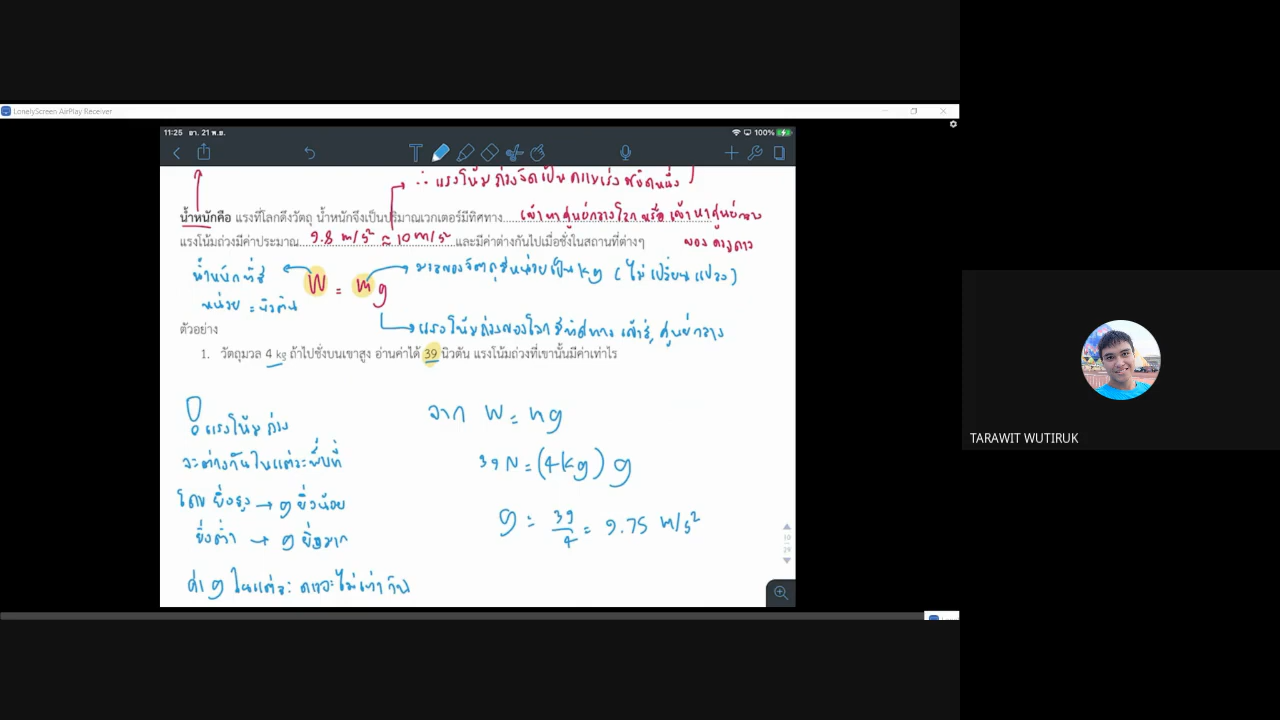 LonelyScreen AirPlay Receiver
11:25 อา. 21 พ.ย.
100%
∴ แรงโน้มถ่วงจัดเป็นความเร่งชนิดหนึ่ง
น้ำหนักคือ แรงที่โลกดึงวัตถุ น้ำหนักจึงเป็นปริมาณเวกเตอร์มีทิศทาง เข้าหาศูนย์กลางโลก หรือ เข้าหาศูนย์กลาง
แรงโน้มถ่วงมีค่าประมาณ 9.8 m/s² ≈ 10 m/s² และมีค่าต่างกันไปเมื่อชั่งในสถานที่ต่างๆ ของดวงดาว
น้ำหนักที่มี
หน่วย = นิวตัน
W = mg
มวลของวัตถุมีหน่วยเป็น kg (ไม่เปลี่ยนแปลง)
แรงโน้มถ่วงของโลก มีทิศทาง เข้าสู่ศูนย์กลาง
ตัวอย่าง
1. วัตถุมวล 4 kg ถ้าไปชั่งบนเขาสูง อ่านค่าได้ 39 นิวตัน แรงโน้มถ่วงที่เขานั้นมีค่าเท่าไร
แรงโน้มถ่วง
จะต่างกันในแต่ละพื้นที่
โดย ยิ่งสูง → g ยิ่งน้อย
ยิ่งต่ำ → g ยิ่งมาก
ค่า g ในแต่ละ จะไม่เท่ากัน
จาก W = mg
39 N = (4 kg) g
g = 39/4 = 9.75 m/s²
TARAWIT WUTIRUK